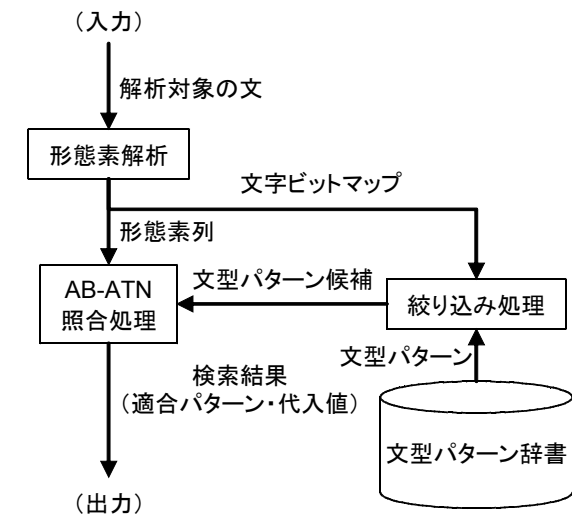 （入力）
解析対象の文
形態素解析
文字ビットマップ
形態素列
AB-ATN
照合処理
文型パターン候補
絞り込み処理
文型パターン
検索結果
（適合パターン・代入値）
文型パターン辞書
（出力）